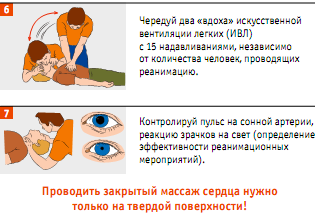 6
Чередуй два «вдоха» искусственной
вентиляции легких (ИВЛ)
с 15 надавливаниями, независимо
от количества человек, проводящих
реанимацию.
7
Контролируй пульс на сонной артерии,
реакцию зрачков на свет (определение
эффективности реанимационных
мероприятий).
Проводить закрытый массаж сердца нужно
только на твердой поверхности!